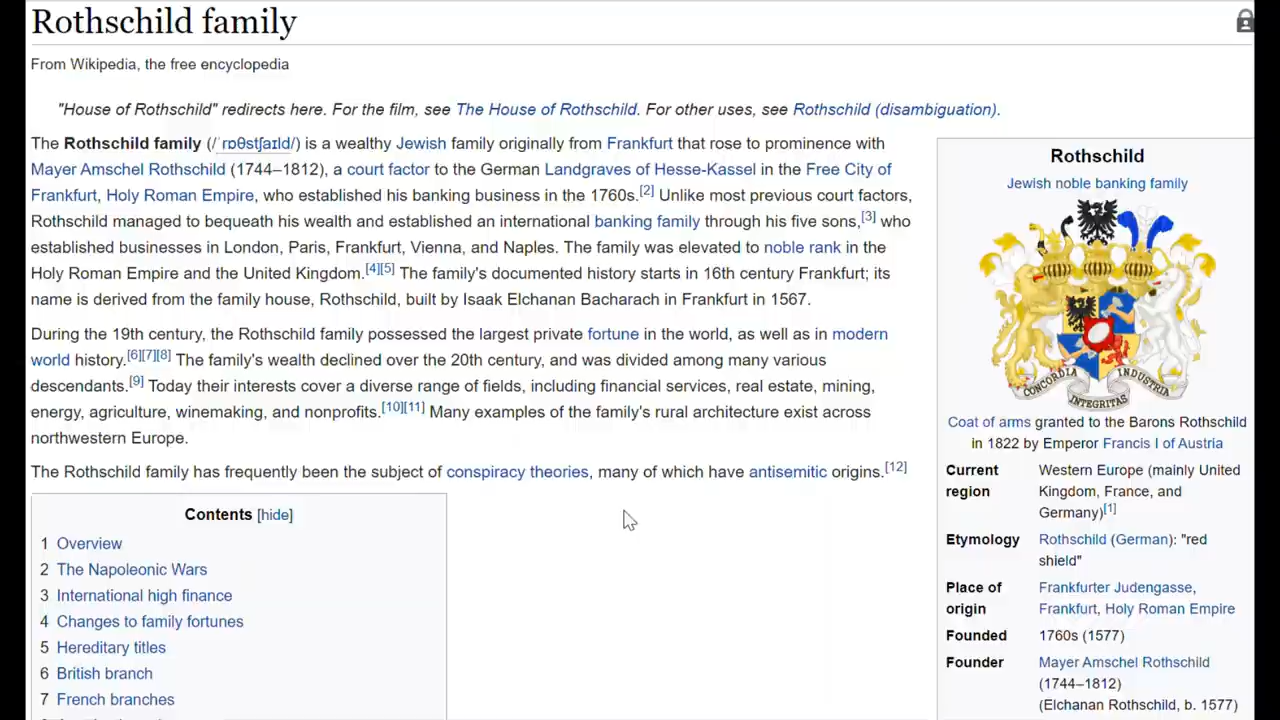 Rothschild family
From Wikipedia, the free encyclopedia
"House of Rothschild" redirects here. For the film, see The House of Rothschild. For other uses, see Rothschild (disambiguation).
The Rothschild family (/ˈrɒθstʃaɪld/) is a wealthy Jewish family originally from Frankfurt that rose to prominence with
Mayer Amschel Rothschild (1744–1812), a court factor to the German Landgraves of Hesse-Kassel in the Free City of
Frankfurt, Holy Roman Empire, who established his banking business in the 1760s.[2] Unlike most previous court factors,
Rothschild managed to bequeath his wealth and established an international banking family through his five sons,[3] who
established businesses in London, Paris, Frankfurt, Vienna, and Naples. The family was elevated to noble rank in the
Holy Roman Empire and the United Kingdom.[4][5] The family's documented history starts in 16th century Frankfurt; its
name is derived from the family house, Rothschild, built by Isaak Elchanan Bacharach in Frankfurt in 1567.
During the 19th century, the Rothschild family possessed the largest private fortune in the world, as well as in modern
world history.[6][7][8] The family's wealth declined over the 20th century, and was divided among many various
descendants.[9] Today their interests cover a diverse range of fields, including financial services, real estate, mining,
energy, agriculture, winemaking, and nonprofits.[10][11] Many examples of the family's rural architecture exist across
northwestern Europe.
The Rothschild family has frequently been the subject of conspiracy theories, many of which have antisemitic origins.[12]
Contents [hide]
1 Overview
2 The Napoleonic Wars
3 International high finance
4 Changes to family fortunes
5 Hereditary titles
6 British branch
7 French branches
Rothschild
Jewish noble banking family
CONCORDIA INTEGRITAS INDUSTRIA
Coat of arms granted to the Barons Rothschild
in 1822 by Emperor Francis I of Austria
Current region Western Europe (mainly United
Kingdom, France, and
Germany)[1]
Etymology Rothschild (German): "red
shield"
Place of origin Frankfurter Judengasse,
Frankfurt, Holy Roman Empire
Founded 1760s (1577)
Founder Mayer Amschel Rothschild
(1744–1812)
(Elchanan Rothschild, b. 1577)